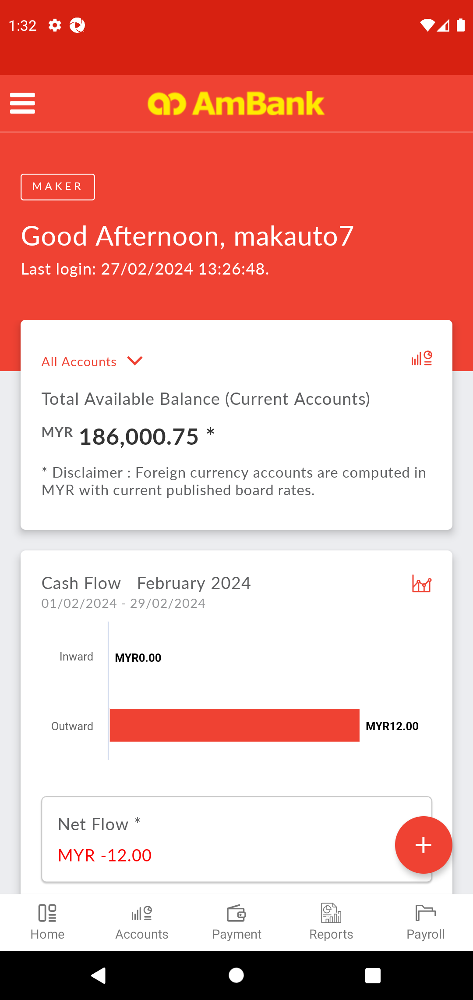 1:32
AmBank
MAKER
Good Afternoon, makauto7
Last login: 27/02/2024 13:26:48.
All Accounts
Total Available Balance (Current Accounts)
MYR 186,000.75 *
* Disclaimer : Foreign currency accounts are computed in
MYR with current published board rates.
Cash Flow February 2024
01/02/2024 - 29/02/2024
Inward MYR0.00
Outward MYR12.00
Net Flow *
MYR -12.00
+
Home Accounts Payment Reports Payroll